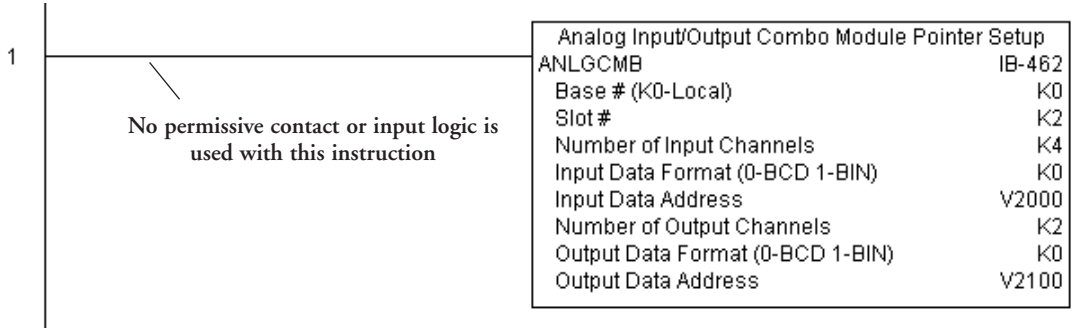 1
No permissive contact or input logic is
used with this instruction
Analog Input/Output Combo Module Pointer Setup
ANLGCMB IB-462
Base # (K0-Local) K0
Slot # K2
Number of Input Channels K4
Input Data Format (0-BCD 1-BIN) K0
Input Data Address V2000
Number of Output Channels K2
Output Data Format (0-BCD 1-BIN) K0
Output Data Address V2100